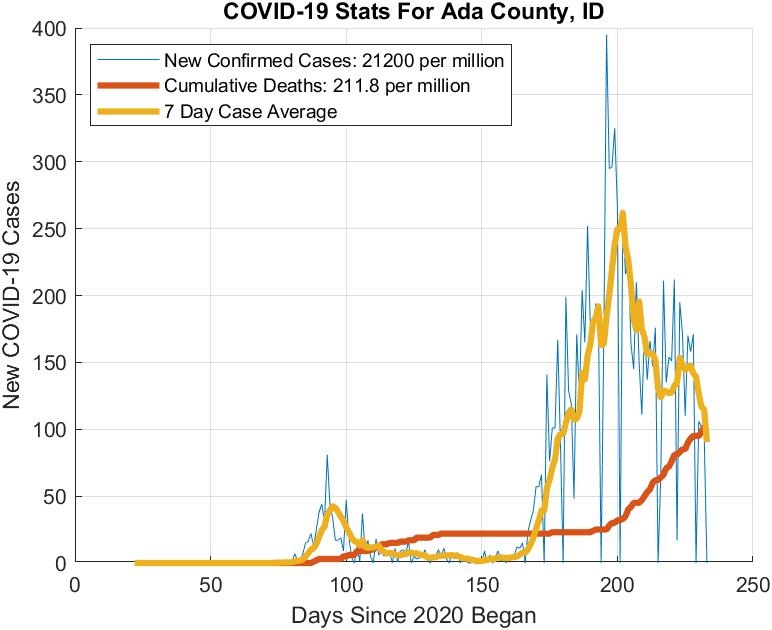 COVID-19 Stats For Ada County, ID
New Confirmed Cases: 21200 per million
Cumulative Deaths: 211.8 per million
7 Day Case Average
New COVID-19 Cases
400
350
300
250
200
150
100
50
0
0 50 100 150 200 250
Days Since 2020 Began